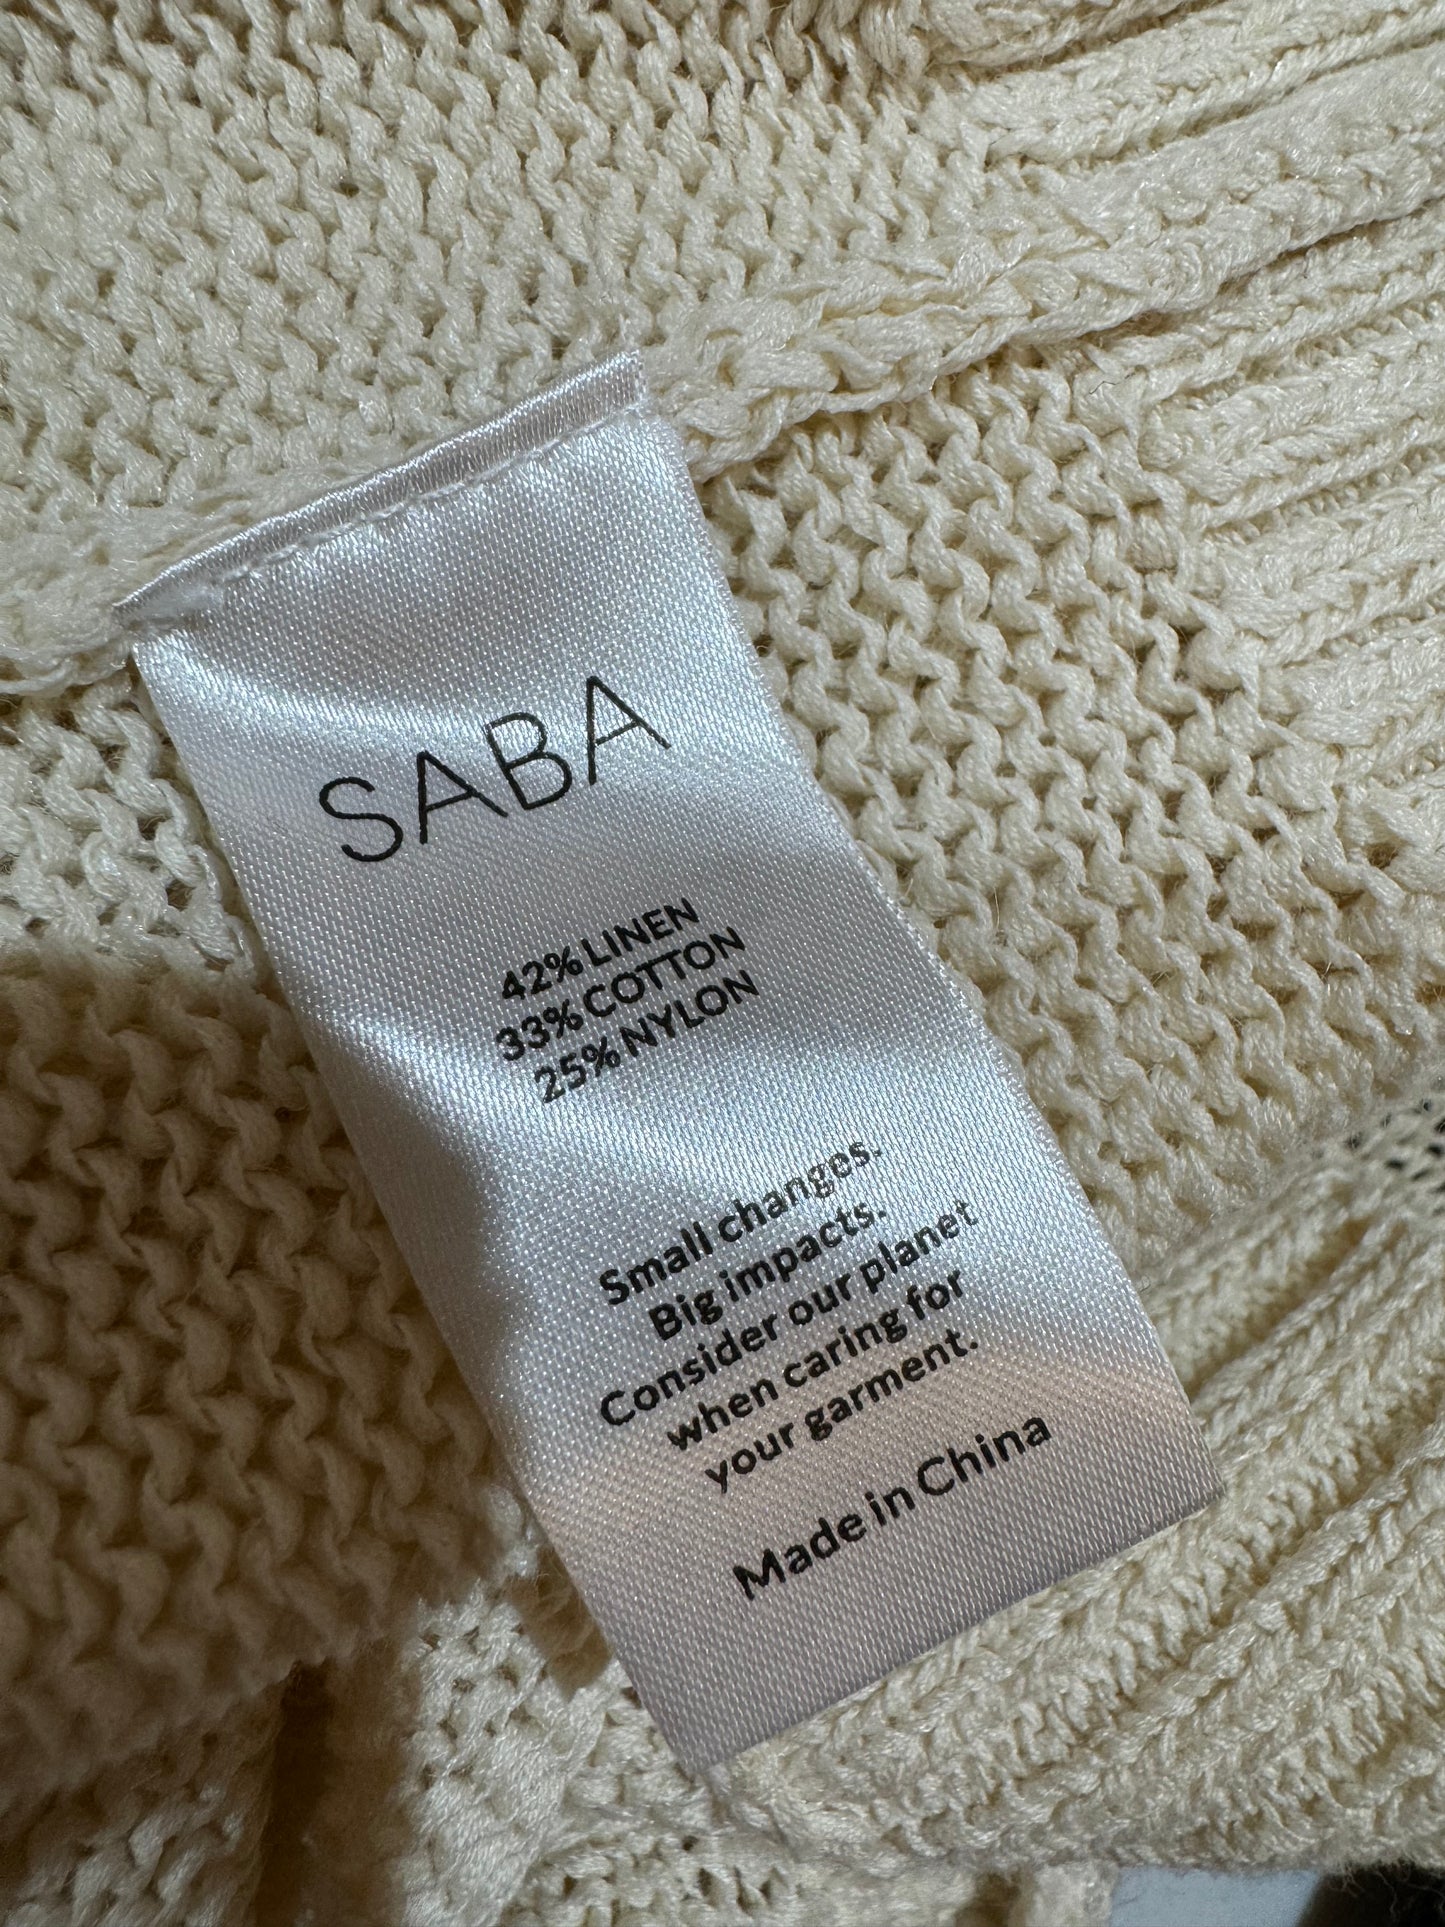 SABA
42% LINEN
33% COTTON
25% NYLON
Small changes.
Big impacts.
Consider our planet
when caring for
your garment.
Made in China